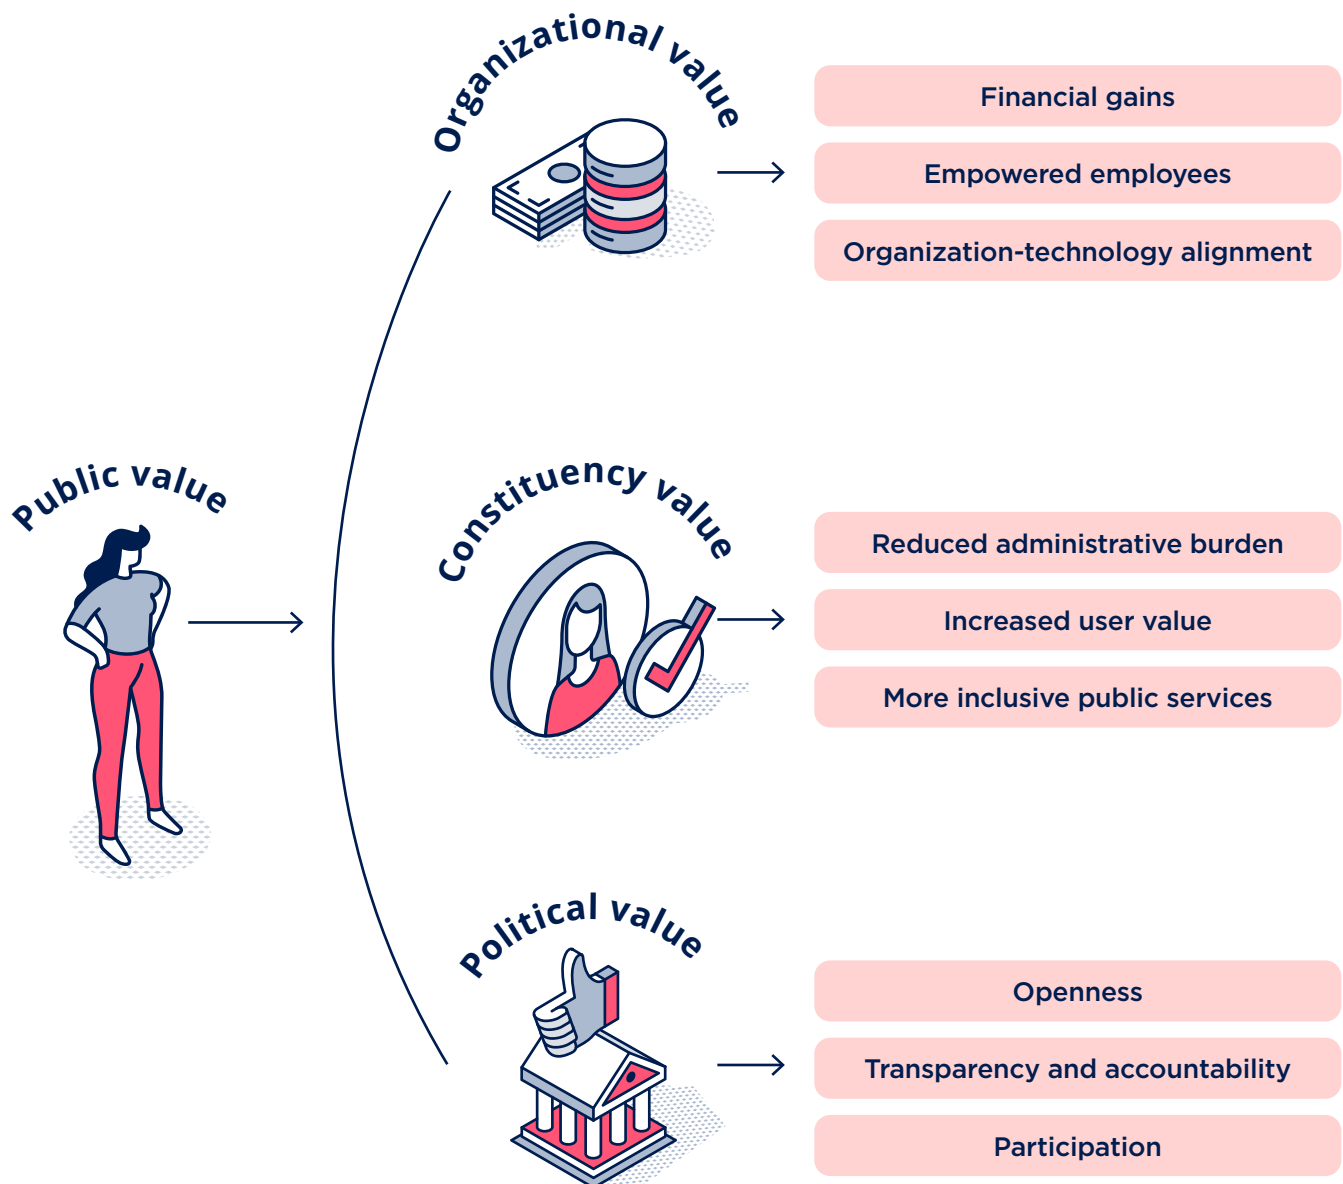 Public value
Organizational value
Financial gains
Empowered employees
Organization-technology alignment
Constituency value
Reduced administrative burden
Increased user value
More inclusive public services
Political value
Openness
Transparency and accountability
Participation